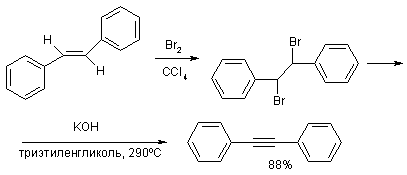 H
H
Br₂
CCl₄
Br
Br
KOH
триэтиленгликоль, 290ºC
88%